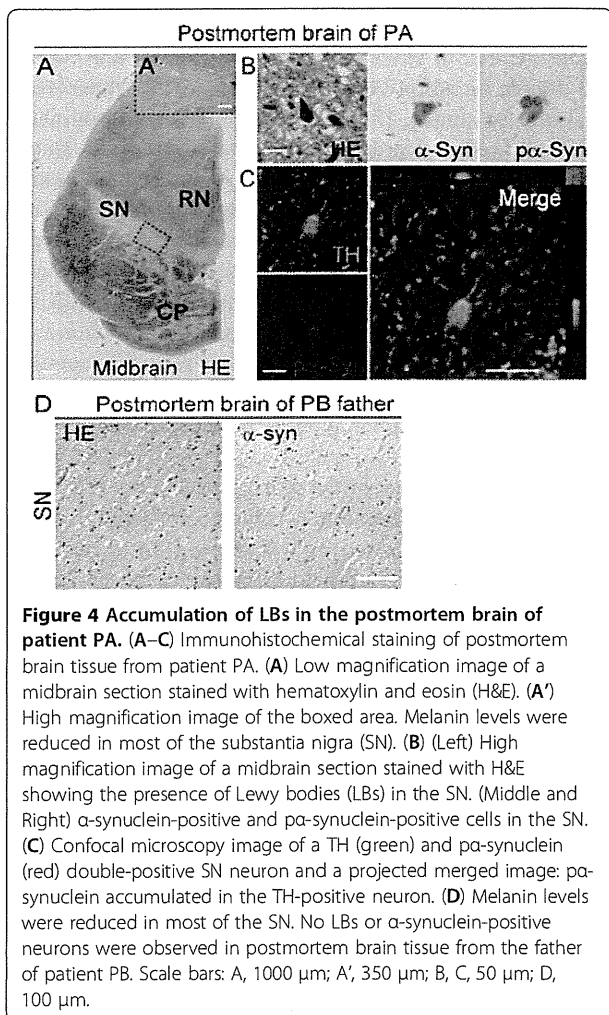 Postmortem brain of PA
A
A'
B
HE
α-Syn
pα-Syn
SN
RN
CP
Midbrain HE
C
TH
Merge
D
Postmortem brain of PB father
HE
α-syn
SN
Figure 4 Accumulation of LBs in the postmortem brain of
patient PA. (A–C) Immunohistochemical staining of postmortem
brain tissue from patient PA. (A) Low magnification image of a
midbrain section stained with hematoxylin and eosin (H&E). (A')
High magnification image of the boxed area. Melanin levels were
reduced in most of the substantia nigra (SN). (B) (Left) High
magnification image of a midbrain section stained with H&E
showing the presence of Lewy bodies (LBs) in the SN. (Middle and
Right) α-synuclein-positive and pα-synuclein-positive cells in the SN.
(C) Confocal microscopy image of a TH (green) and pα-synuclein
(red) double-positive SN neuron and a projected merged image: pα-
synuclein accumulated in the TH-positive neuron. (D) Melanin levels
were reduced in most of the SN. No LBs or α-synuclein-positive
neurons were observed in postmortem brain tissue from the father
of patient PB. Scale bars: A, 1000 μm; A', 350 μm; B, C, 50 μm; D,
100 μm.